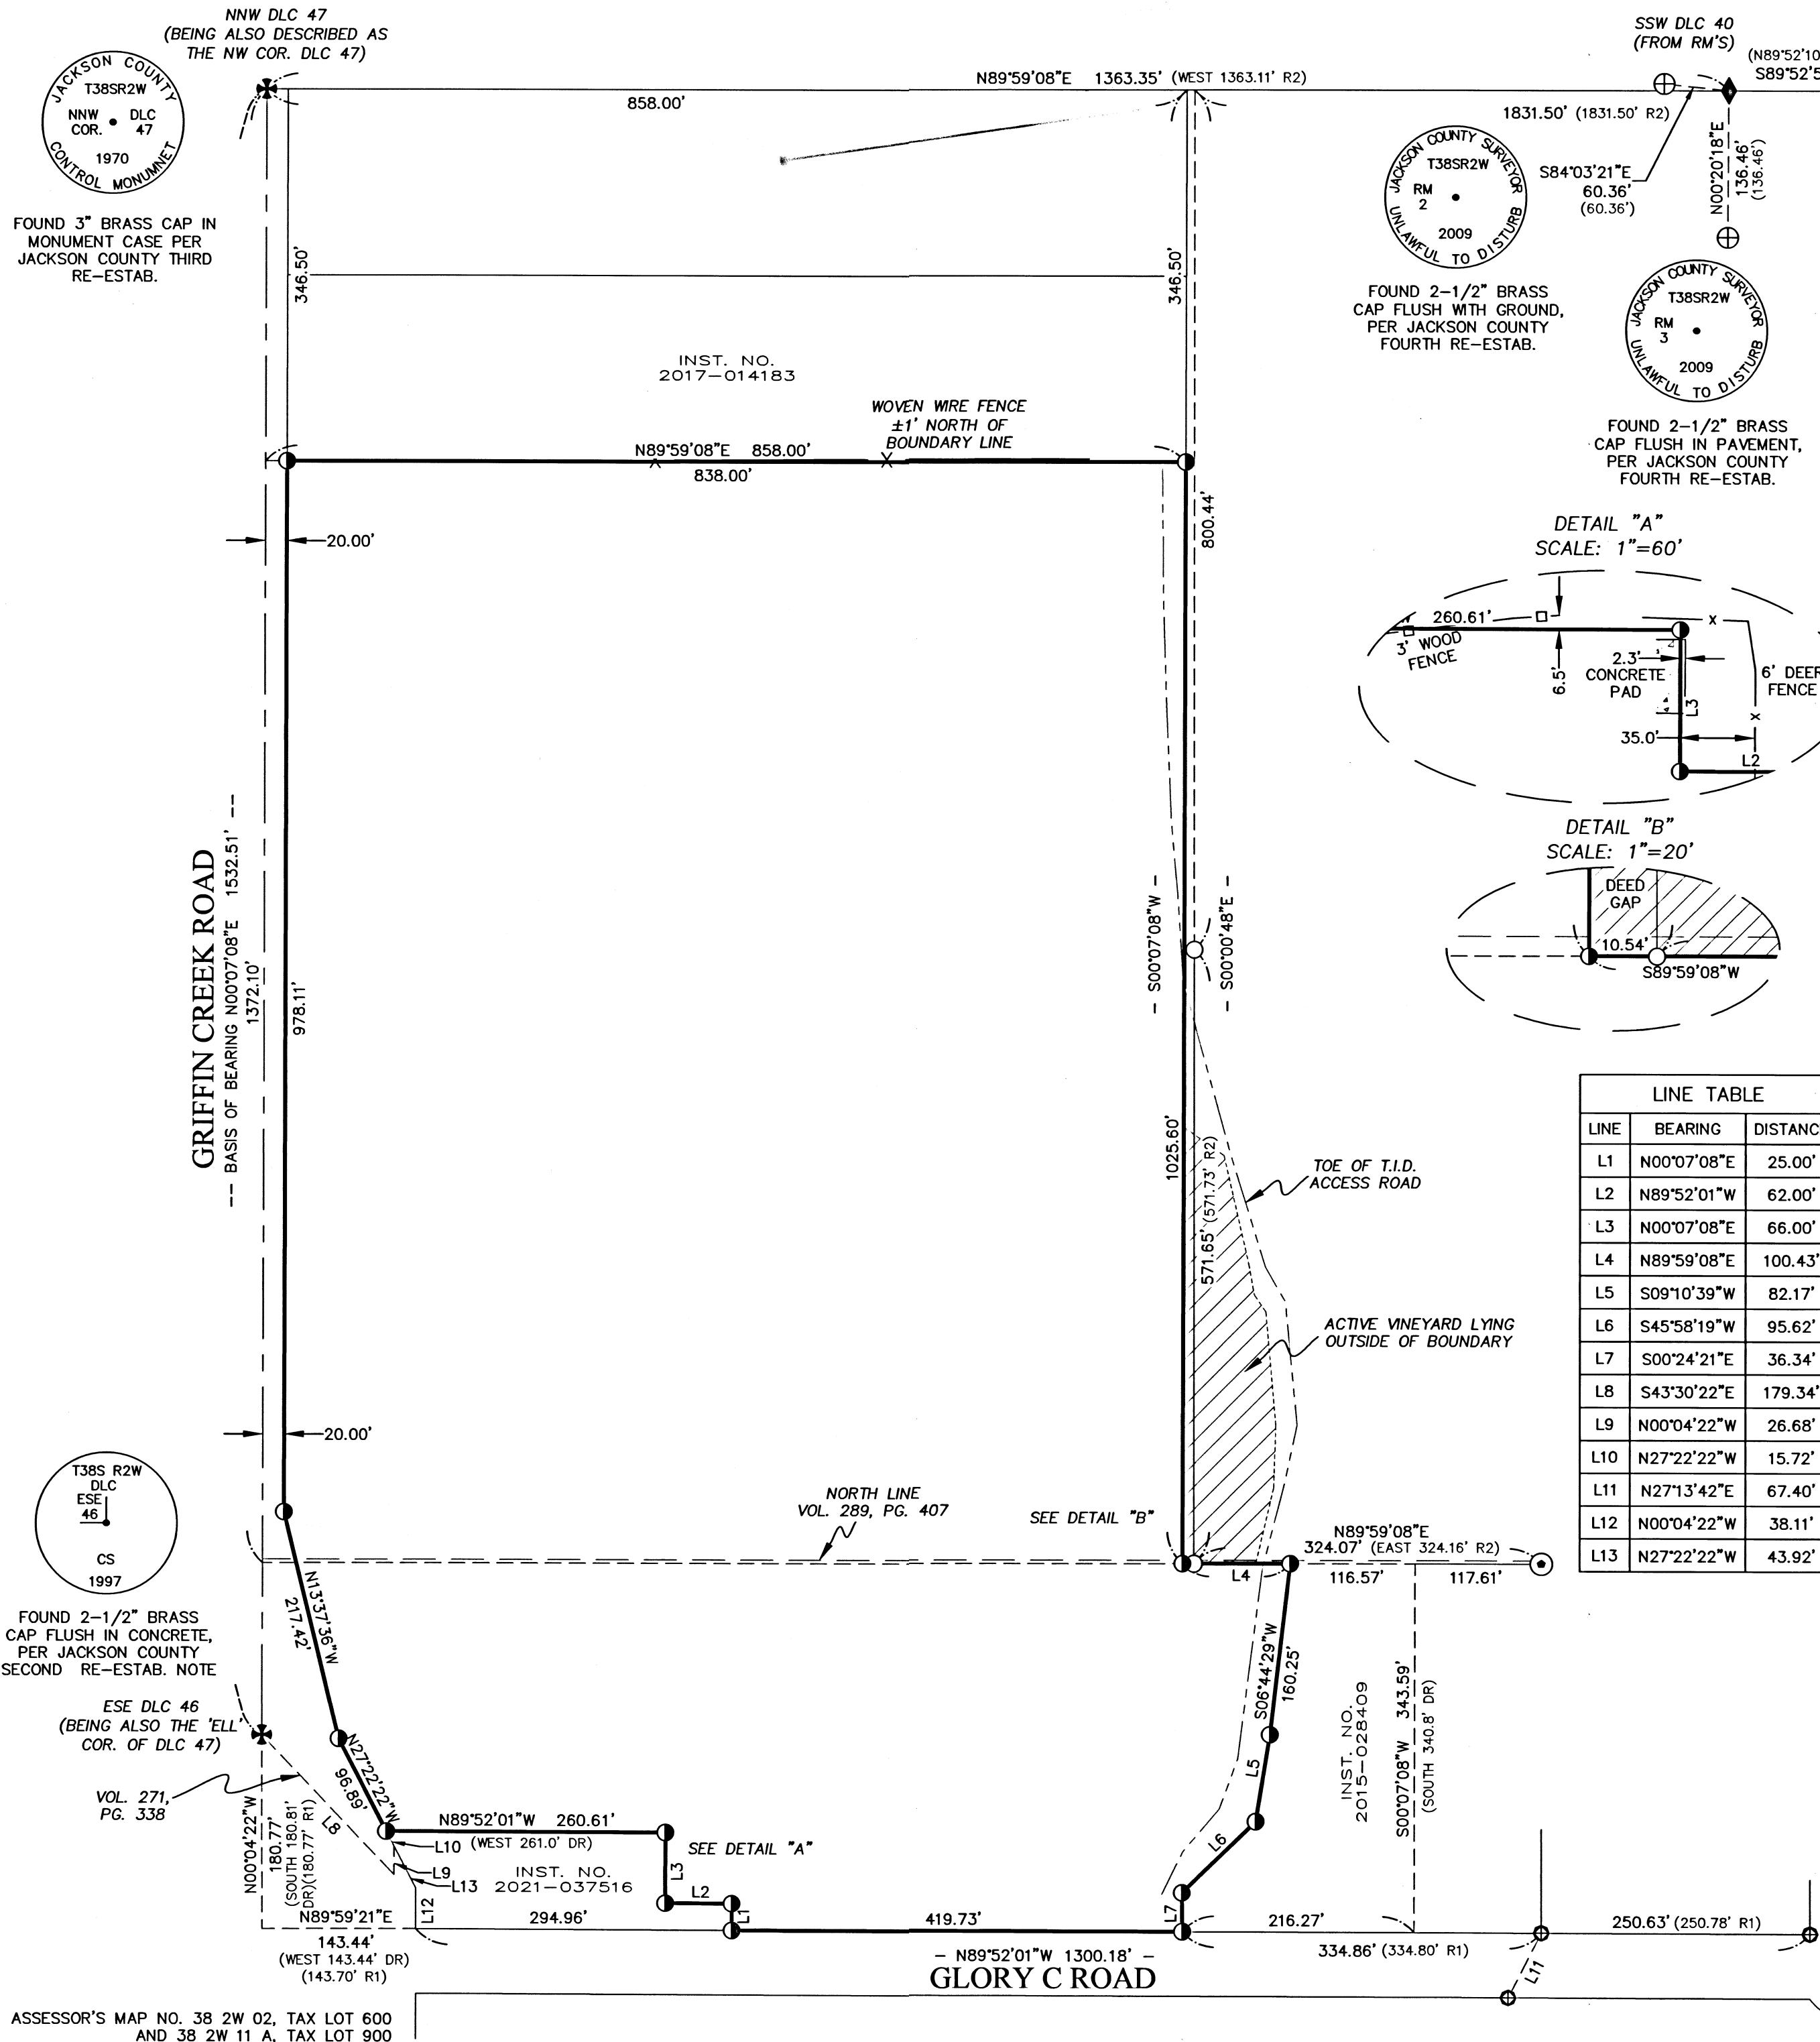 NNW DLC 47
(BEING ALSO DESCRIBED AS
THE NW COR. DLC 47)
JACKSON COUNTY
T38SR2W
NNW DLC
COR. 47
1970
CONTROL MONUMNET
FOUND 3" BRASS CAP IN
MONUMENT CASE PER
JACKSON COUNTY THIRD
RE-ESTAB.
N89°59'08"E 1363.35' (WEST 1363.11' R2)
858.00'
SSW DLC 40
(FROM RM'S)
(N89°52'10
S89°52'5
1831.50' (1831.50' R2)
S84°03'21"E
60.36'
(60.36')
N00°20'18"E
136.46'
(136.46')
JACKSON COUNTY SURVEYOR
T38SR2W
RM
2
2009
UNLAWFUL TO DISTURB
FOUND 2-1/2" BRASS
CAP FLUSH WITH GROUND,
PER JACKSON COUNTY
FOURTH RE-ESTAB.
JACKSON COUNTY SURVEYOR
T38SR2W
RM
3
2009
UNLAWFUL TO DISTURB
FOUND 2-1/2" BRASS
CAP FLUSH IN PAVEMENT,
PER JACKSON COUNTY
FOURTH RE-ESTAB.
346.50'
346.50'
INST. NO.
2017-014183
WOVEN WIRE FENCE
±1' NORTH OF
BOUNDARY LINE
N89°59'08"E 858.00'
838.00'
20.00'
800.44'
DETAIL "A"
SCALE: 1"=60'
260.61'
3' WOOD
FENCE
6.5'
2.3'
CONCRETE
PAD
6' DEER
FENCE
L3
35.0'
L2
DETAIL "B"
SCALE: 1"=20'
DEED
GAP
10.54'
S89°59'08"W
GRIFFIN CREEK ROAD
-- BASIS OF BEARING N00°07'08"E 1532.51' --
1372.10'
978.11'
- S00°07'08"W -
- S00°00'48"E -
1025.60'
571.65' (571.73' R2)
TOE OF T.I.D.
ACCESS ROAD
ACTIVE VINEYARD LYING
OUTSIDE OF BOUNDARY
LINE TABLE
LINE BEARING DISTANC
L1 N00°07'08"E 25.00'
L2 N89°52'01"W 62.00'
L3 N00°07'08"E 66.00'
L4 N89°59'08"E 100.43'
L5 S09°10'39"W 82.17'
L6 S45°58'19"W 95.62'
L7 S00°24'21"E 36.34'
L8 S43°30'22"E 179.34'
L9 N00°04'22"W 26.68'
L10 N27°22'22"W 15.72'
L11 N27°13'42"E 67.40'
L12 N00°04'22"W 38.11'
L13 N27°22'22"W 43.92'
20.00'
T38S R2W
DLC
ESE
46
CS
1997
FOUND 2-1/2" BRASS
CAP FLUSH IN CONCRETE,
PER JACKSON COUNTY
SECOND RE-ESTAB. NOTE
NORTH LINE
VOL. 289, PG. 407
SEE DETAIL "B"
N89°59'08"E
324.07' (EAST 324.16' R2)
L4
116.57'
117.61'
N13°37'36"W
217.42'
ESE DLC 46
(BEING ALSO THE 'ELL'
COR. OF DLC 47)
VOL. 271,
PG. 338
N27°22'22"W
96.89'
L8
N00°04'22"W
180.77'
(SOUTH 180.81'
DR)(180.77' R1)
N89°52'01"W 260.61'
(WEST 261.0' DR)
L10
L9
L13
L12
INST. NO.
2021-037516
SEE DETAIL "A"
L3
L2
L1
S06°44'29"W
160.25'
L5
L6
L7
INST. NO.
2015-028409
S00°07'08"W 343.59'
(SOUTH 340.8' DR)
N89°59'21"E
143.44'
(WEST 143.44' DR)
(143.70' R1)
294.96'
419.73'
216.27'
334.86' (334.80' R1)
250.63' (250.78' R1)
L11
- N89°52'01"W 1300.18' -
GLORY C ROAD
ASSESSOR'S MAP NO. 38 2W 02, TAX LOT 600
AND 38 2W 11 A, TAX LOT 900